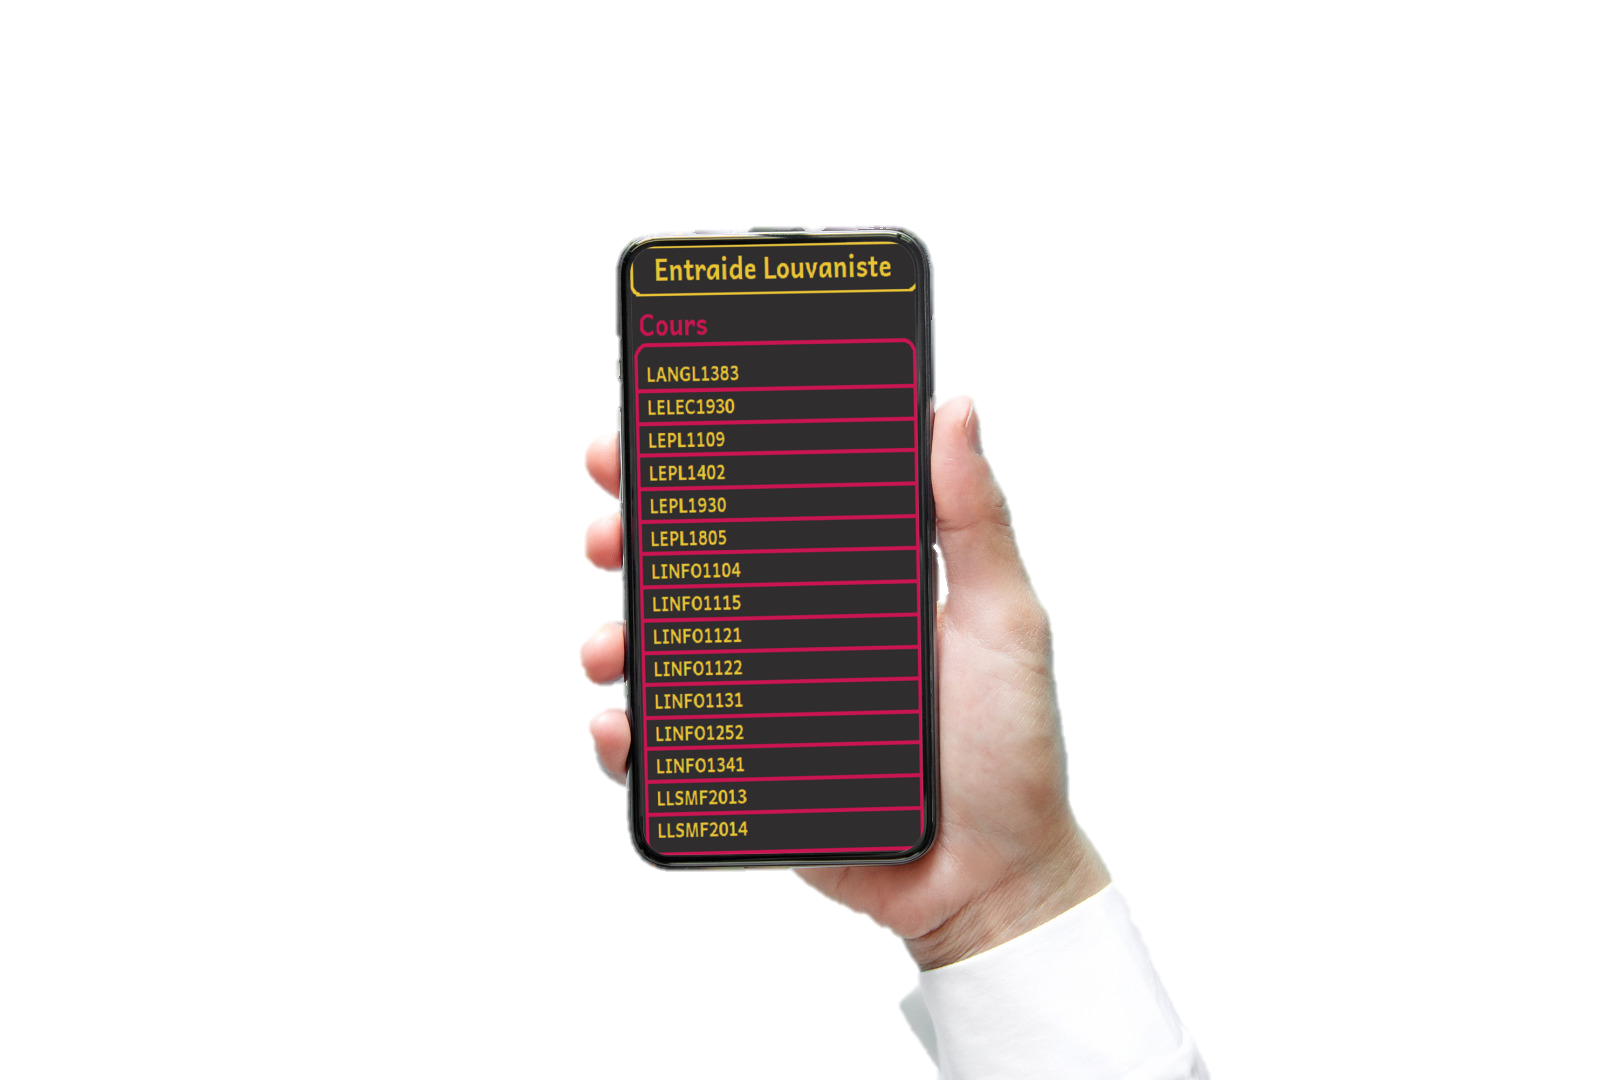 Entraide Louvaniste
Cours
LANGL1383
LELEC1930
LEPL1109
LEPL1402
LEPL1930
LEPL1805
LINFO1104
LINFO1115
LINFO1121
LINFO1122
LINFO1131
LINFO1252
LINFO1341
LLSMF2013
LLSMF2014